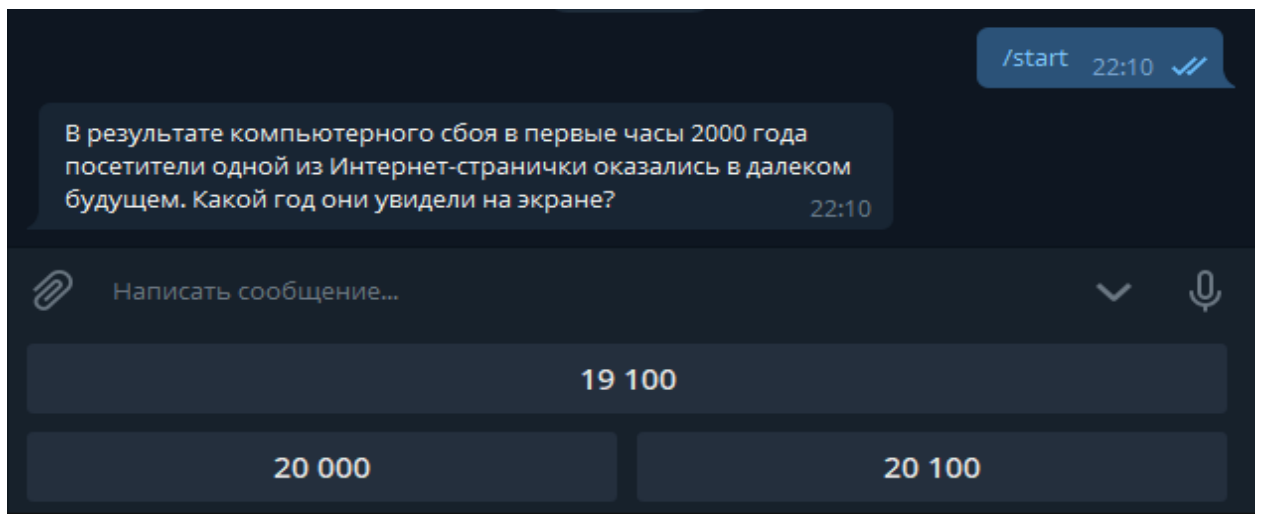 /start 22:10
В результате компьютерного сбоя в первые часы 2000 года
посетители одной из Интернет-странички оказались в далеком
будущем. Какой год они увидели на экране?
22:10
Написать сообщение...
19 100
20 000
20 100